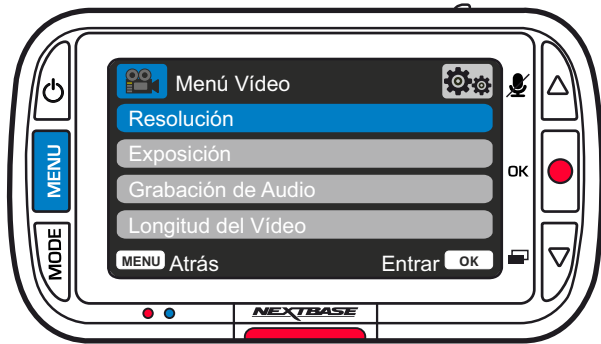 Menú Vídeo
Resolución
MENU
Exposición
OK
Grabación de Audio
Longitud del Vídeo
MODE
MENU Atrás
Entrar OK
NEXTBASE